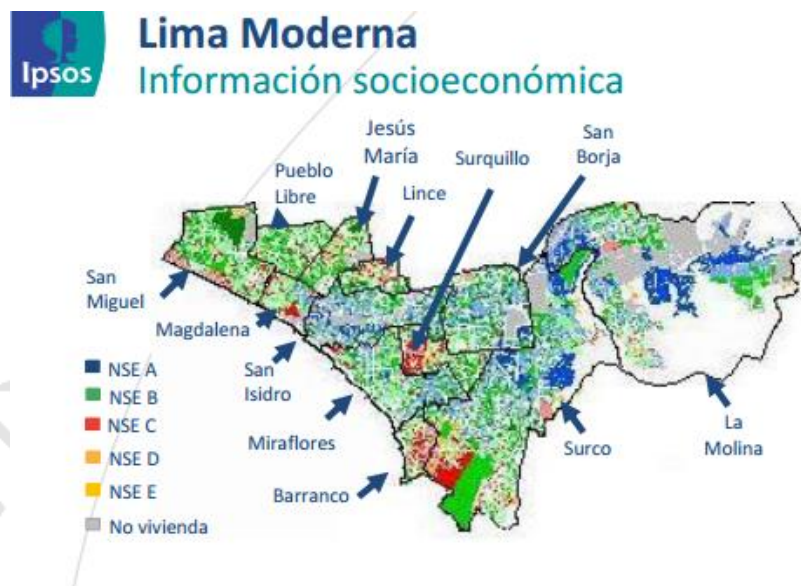 Ipsos
Lima Moderna
Información socioeconómica
Jesús
María
Surquillo
San
Borja
Pueblo
Libre
Lince
San
Miguel
Magdalena
San
Isidro
Miraflores
Barranco
Surco
La
Molina
NSE A
NSE B
NSE C
NSE D
NSE E
No vivienda